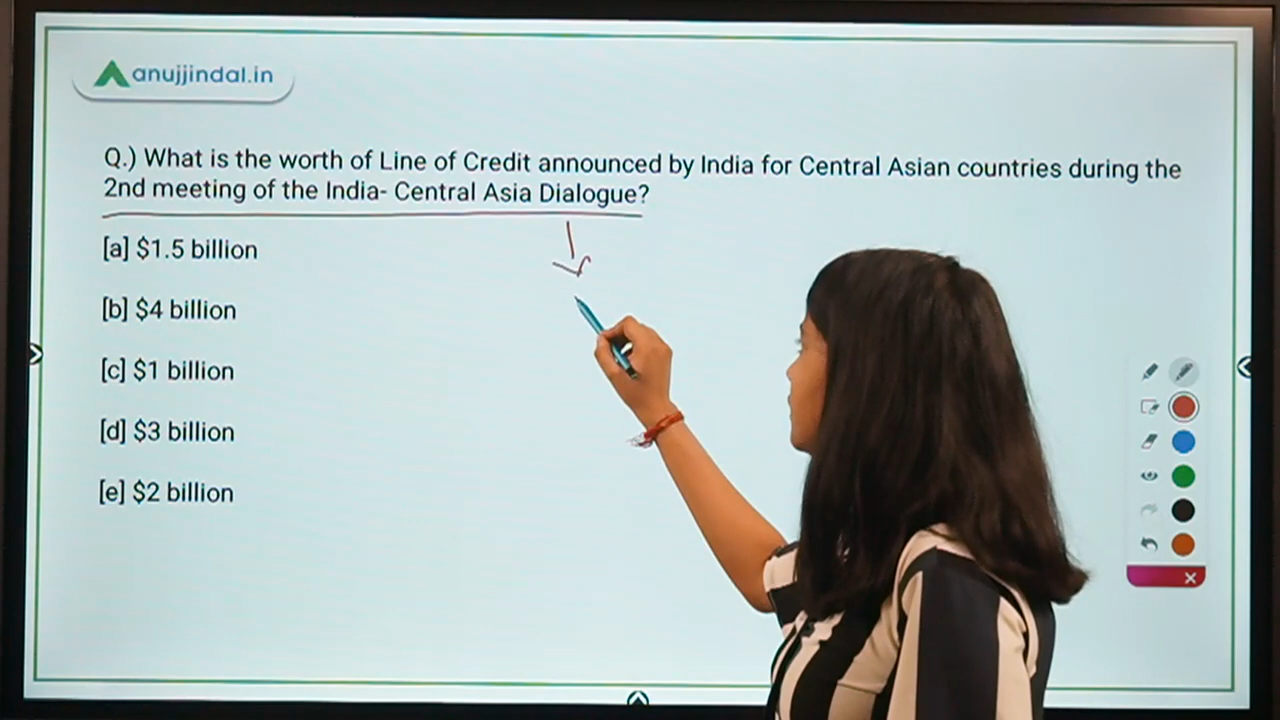 anujjindal.in
Q.) What is the worth of Line of Credit announced by India for Central Asian countries during the
2nd meeting of the India- Central Asia Dialogue?
[a] $1.5 billion
[b] $4 billion
[c] $1 billion
[d] $3 billion
[e] $2 billion